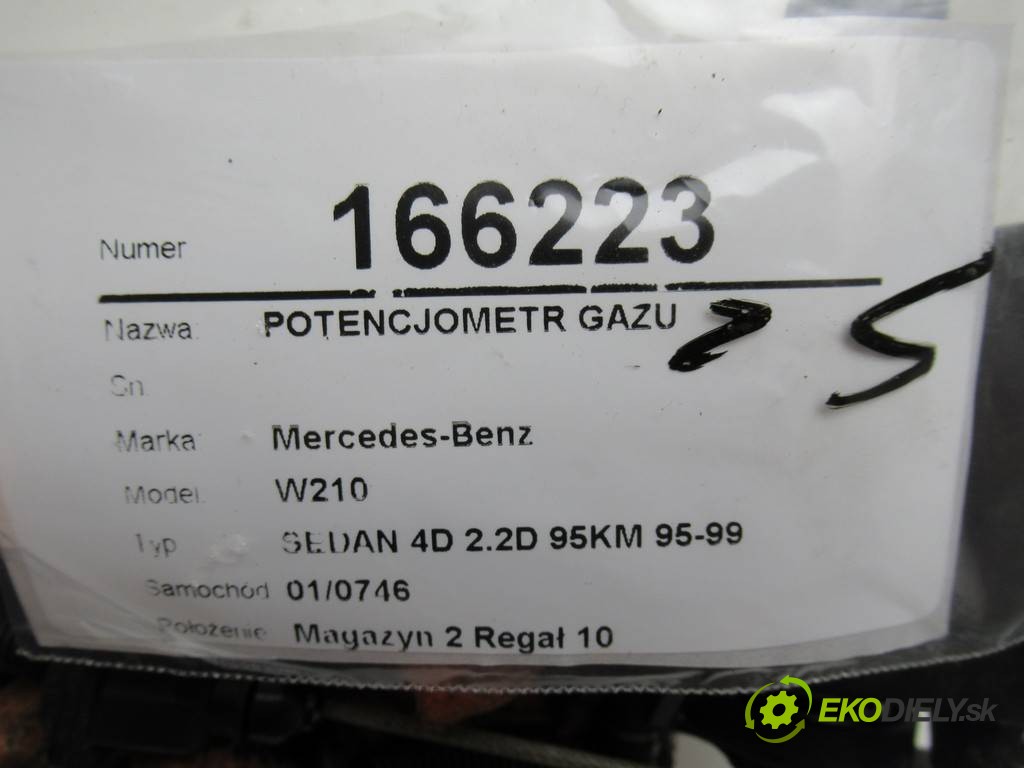 Numer 166223
Nazwa: POTENCJOMETR GAZU 25
Sn.
Marka: Mercedes-Benz
Model: W210
Typ SEDAN 4D 2.2D 95KM 95-99
Samochód 01/0746
Położenie Magazyn 2 Regał 10
EKODIELY.sk